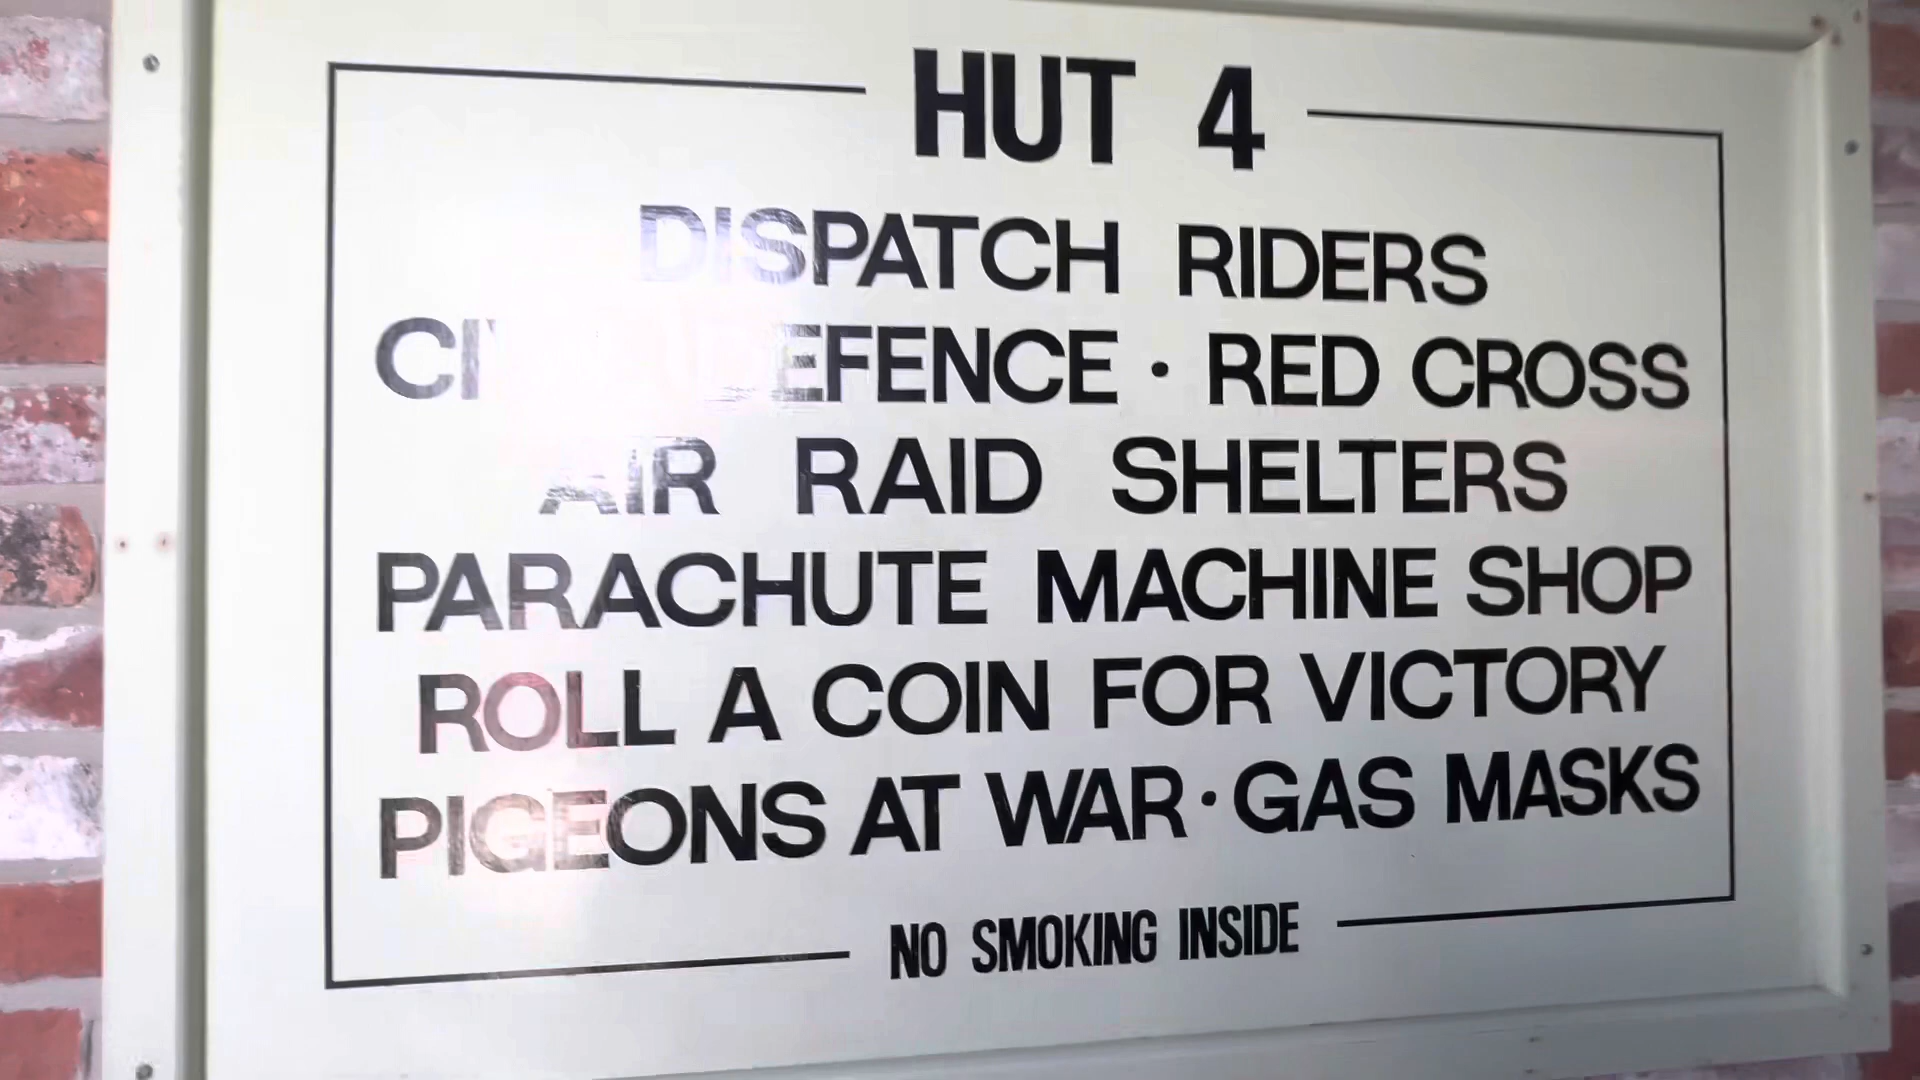 HUT 4
DISPATCH RIDERS
CIVIL DEFENCE · RED CROSS
AIR RAID SHELTERS
PARACHUTE MACHINE SHOP
ROLL A COIN FOR VICTORY
PIGEONS AT WAR · GAS MASKS
NO SMOKING INSIDE